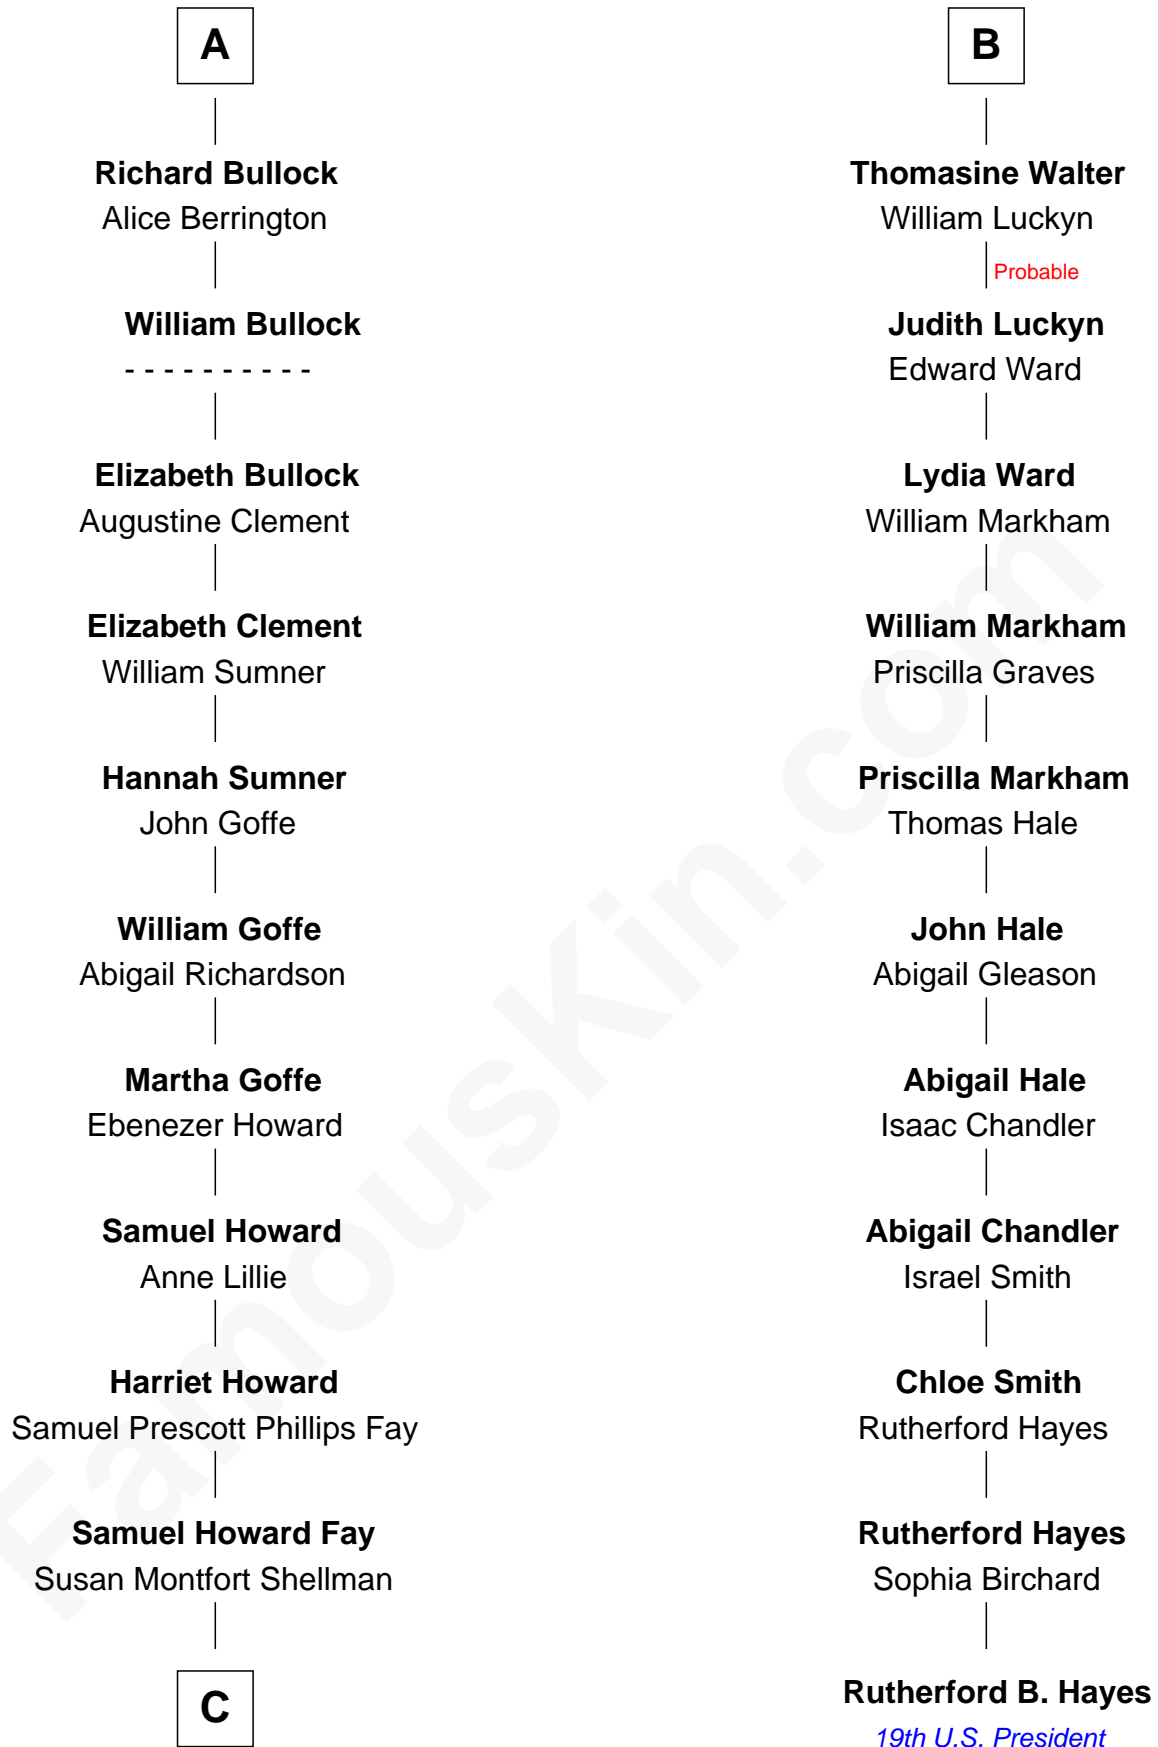 A
Richard Bullock
Alice Berrington
William Bullock
- - - - - - - - - -
Elizabeth Bullock
Augustine Clement
Elizabeth Clement
William Sumner
Hannah Sumner
John Goffe
William Goffe
Abigail Richardson
Martha Goffe
Ebenezer Howard
Samuel Howard
Anne Lillie
Harriet Howard
Samuel Prescott Phillips Fay
Samuel Howard Fay
Susan Montfort Shellman
C
B
Thomasine Walter
William Luckyn
Probable
Judith Luckyn
Edward Ward
Lydia Ward
William Markham
William Markham
Priscilla Graves
Priscilla Markham
Thomas Hale
John Hale
Abigail Gleason
Abigail Hale
Isaac Chandler
Abigail Chandler
Israel Smith
Chloe Smith
Rutherford Hayes
Rutherford Hayes
Sophia Birchard
Rutherford B. Hayes
19th U.S. President
FamousKin.com